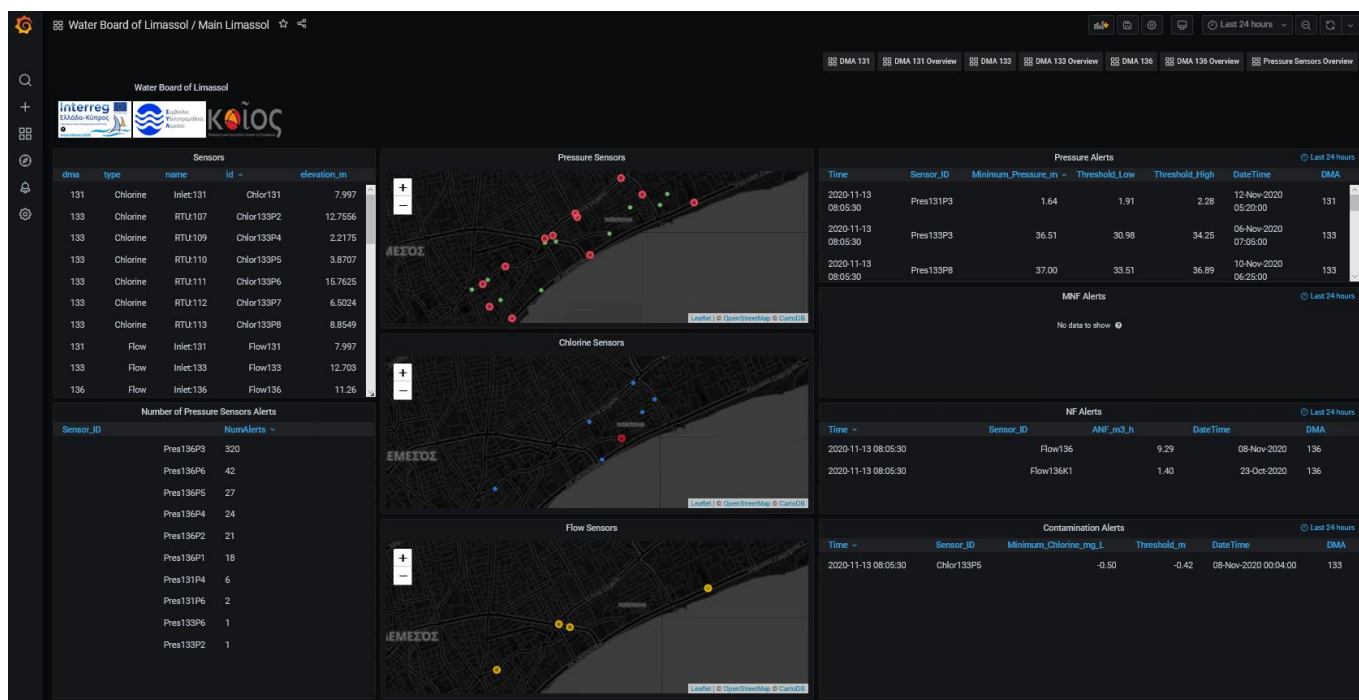 Water Board of Limassol / Main Limassol
Last 24 hours
DMA 131
DMA 131 Overview
DMA 133
DMA 133 Overview
DMA 136
DMA 136 Overview
Pressure Sensors Overview
Water Board of Limassol
Interreg
Ελλάδα-Κύπρος
Συμβούλιο
Υδατοπρομήθειας
Λεμεσού
κοῖος
Sensors
dma type name id elevation_m
131 Chlorine Inlet:131 Chlor131 7.997
133 Chlorine RTU:107 Chlor133P2 12.7556
133 Chlorine RTU:109 Chlor133P4 2.2175
133 Chlorine RTU:110 Chlor133P5 3.8707
133 Chlorine RTU:111 Chlor133P6 15.7625
133 Chlorine RTU:112 Chlor133P7 6.5024
133 Chlorine RTU:113 Chlor133P8 8.8549
131 Flow Inlet:131 Flow131 7.997
133 Flow Inlet:133 Flow133 12.703
136 Flow Inlet:136 Flow136 11.26
Number of Pressure Sensors Alerts
Sensor_ID NumAlerts
Pres136P3 320
Pres136P6 42
Pres136P5 27
Pres136P4 24
Pres136P2 21
Pres136P1 18
Pres131P4 6
Pres131P6 2
Pres133P6 1
Pres133P2 1
Pressure Sensors
+
−
ΝΕΑΠΟΛΗ
ΜΕΣΌΣ
Leaflet | © OpenStreetMap © CartoDB
Chlorine Sensors
+
−
ΝΕΑΠΟΛΗ
ΕΜΕΣΌΣ
Leaflet | © OpenStreetMap © CartoDB
Flow Sensors
+
−
ΝΕΑΠΟΛΗ
ΕΜΕΣΌΣ
Leaflet | © OpenStreetMap © CartoDB
Pressure Alerts
Last 24 hours
Time Sensor_ID Minimum_Pressure_m Threshold_Low Threshold_High DateTime DMA
2020-11-13 08:05:30 Pres131P3 1.64 1.91 2.28 12-Nov-2020 05:20:00 131
2020-11-13 08:05:30 Pres133P3 36.51 30.98 34.25 06-Nov-2020 07:05:00 133
2020-11-13 08:05:30 Pres133P8 37.00 33.51 36.89 10-Nov-2020 06:25:00 133
MNF Alerts
Last 24 hours
No data to show
NF Alerts
Last 24 hours
Time Sensor_ID ANF_m3_h DateTime DMA
2020-11-13 08:05:30 Flow136 9.29 08-Nov-2020 136
2020-11-13 08:05:30 Flow136K1 1.40 23-Oct-2020 136
Contamination Alerts
Last 24 hours
Time Sensor_ID Minimum_Chlorine_mg_L Threshold_m DateTime DMA
2020-11-13 08:05:30 Chlor133P5 -0.50 -0.42 08-Nov-2020 00:04:00 133